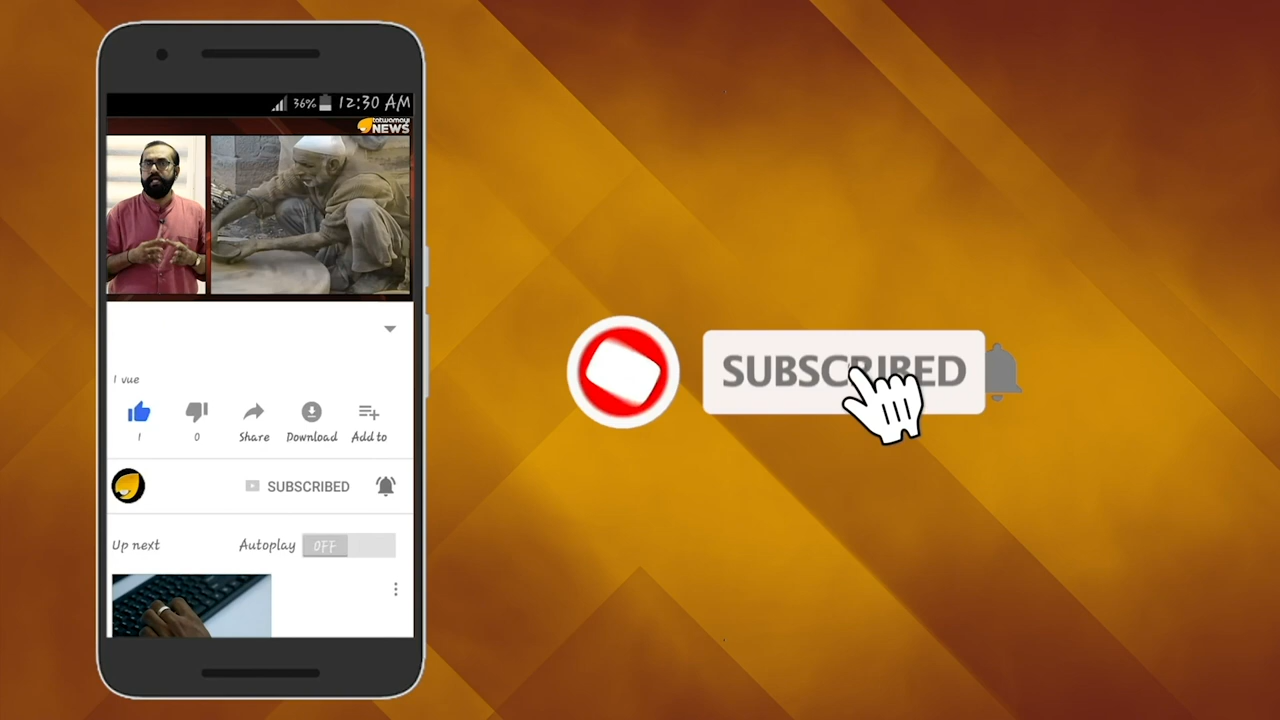 36% 12:30 AM
tatwamayi
NEWS
1 vue
1
0
Share
Download
Add to
SUBSCRIBED
Up next
Autoplay
OFF
SUBSCRIBED